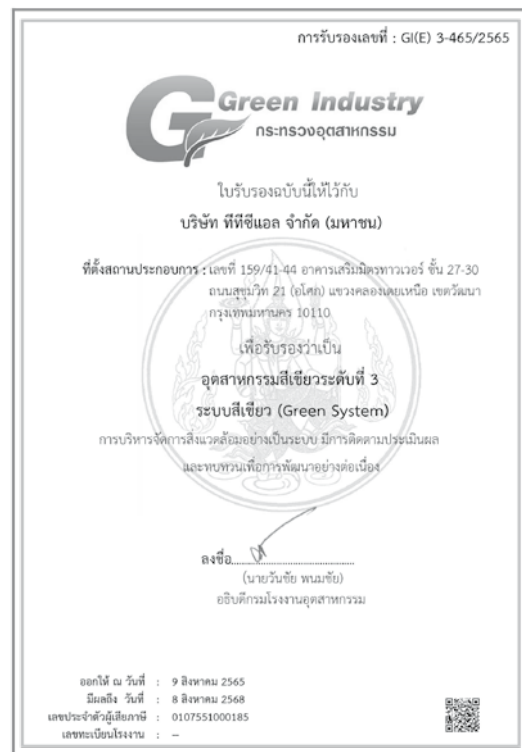 การรับรองเลขที่ : GI(E) 3-465/2565
Green Industry
กระทรวงอุตสาหกรรม
ใบรับรองฉบับนี้ให้ไว้กับ
บริษัท ทีทีซีแอล จำกัด (มหาชน)
ที่ตั้งสถานประกอบการ : เลขที่ 159/41-44 อาคารเสริมมิตรทาวเวอร์ ชั้น 27-30
ถนนสุขุมวิท 21 (อโศก) แขวงคลองเตยเหนือ เขตวัฒนา
กรุงเทพมหานคร 10110
เพื่อรับรองว่าเป็น
อุตสาหกรรมสีเขียวระดับที่ 3
ระบบสีเขียว (Green System)
การบริหารจัดการสิ่งแวดล้อมอย่างเป็นระบบ มีการติดตามประเมินผล
และทบทวนเพื่อการพัฒนาอย่างต่อเนื่อง
ลงชื่อ
(นายวันชัย พนมชัย)
อธิบดีกรมโรงงานอุตสาหกรรม
ออกให้ ณ วันที่ : 9 สิงหาคม 2565
มีผลถึง วันที่ : 8 สิงหาคม 2568
เลขประจำตัวผู้เสียภาษี : 0107551000185
เลขทะเบียนโรงงาน : –